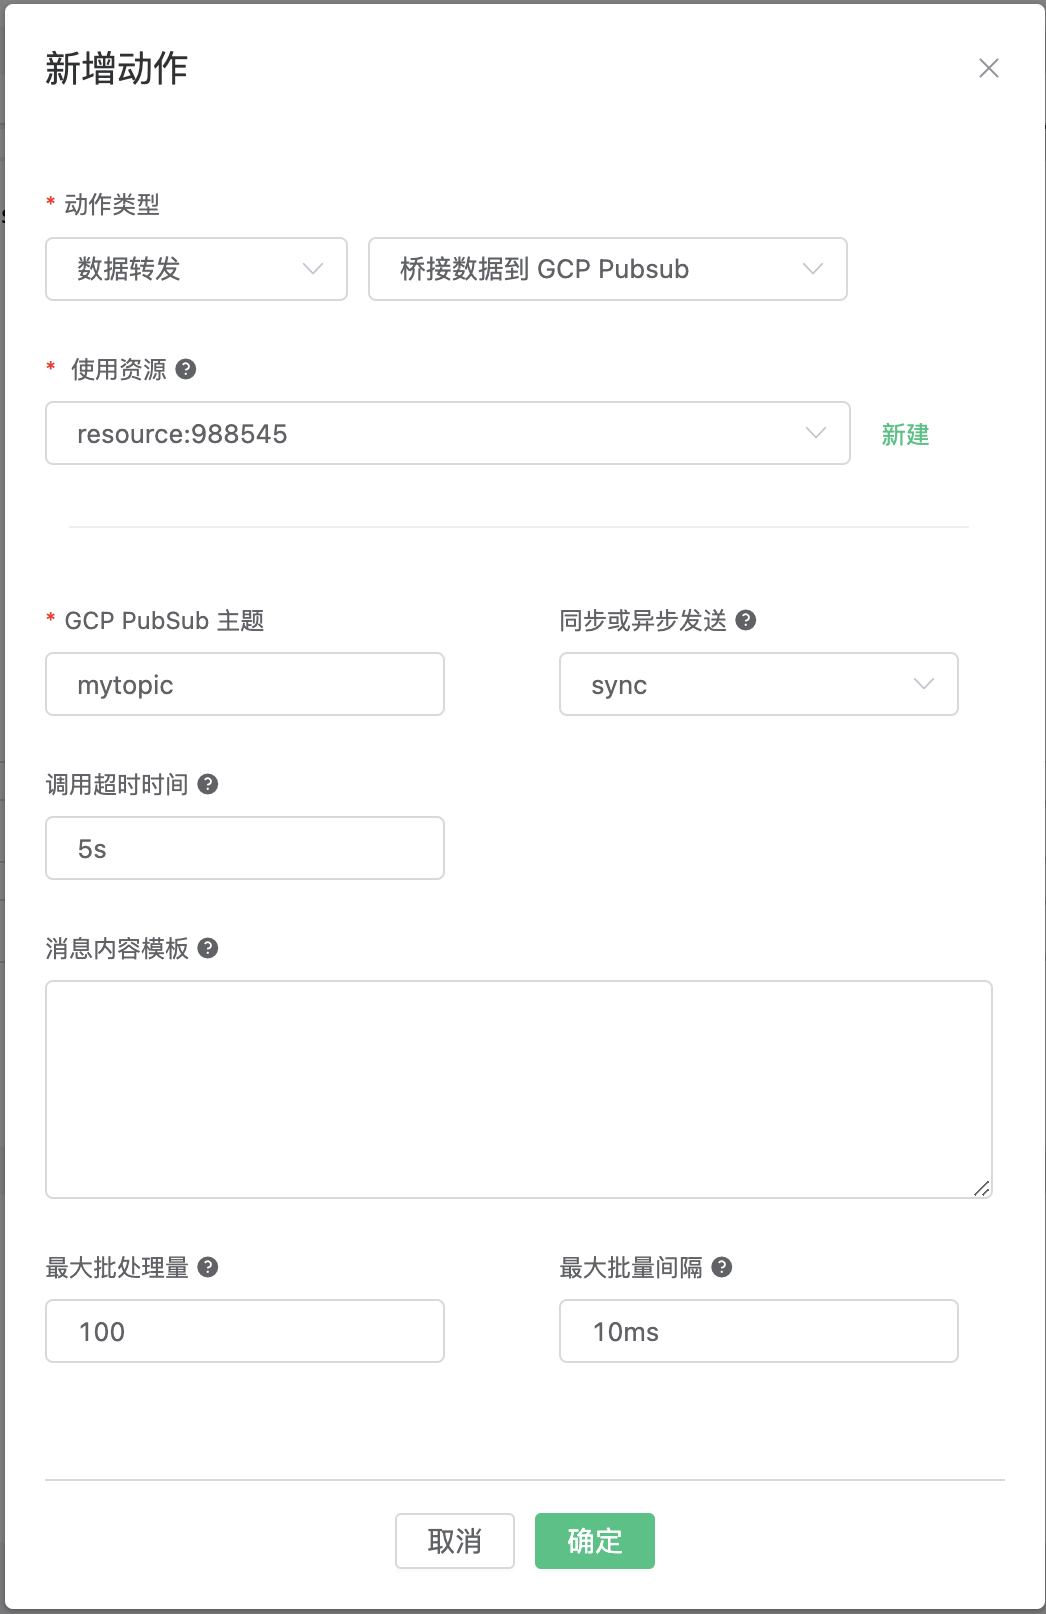 新增动作
* 动作类型
数据转发
桥接数据到 GCP Pubsub
* 使用资源
resource:988545
新建
* GCP PubSub 主题
同步或异步发送
mytopic
sync
调用超时时间
5s
消息内容模板
最大批处理量
最大批量间隔
100
10ms
取消
确定